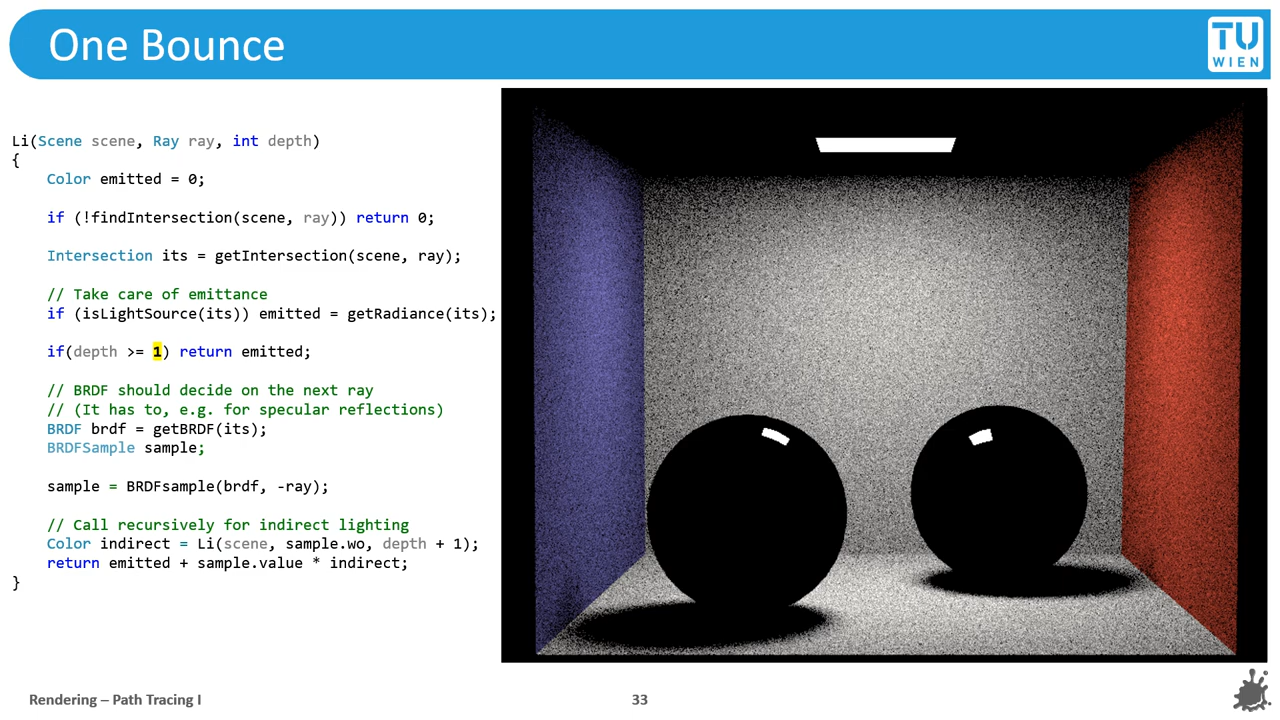 One Bounce
TU
WIEN
Li(Scene scene, Ray ray, int depth)
{
Color emitted = 0;
if (!findIntersection(scene, ray)) return 0;
Intersection its = getIntersection(scene, ray);
// Take care of emittance
if (isLightSource(its)) emitted = getRadiance(its);
if(depth >= 1) return emitted;
// BRDF should decide on the next ray
// (It has to, e.g. for specular reflections)
BRDF brdf = getBRDF(its);
BRDFSample sample;
sample = BRDFsample(brdf, -ray);
// Call recursively for indirect lighting
Color indirect = Li(scene, sample.wo, depth + 1);
return emitted + sample.value * indirect;
}
Rendering – Path Tracing I
33